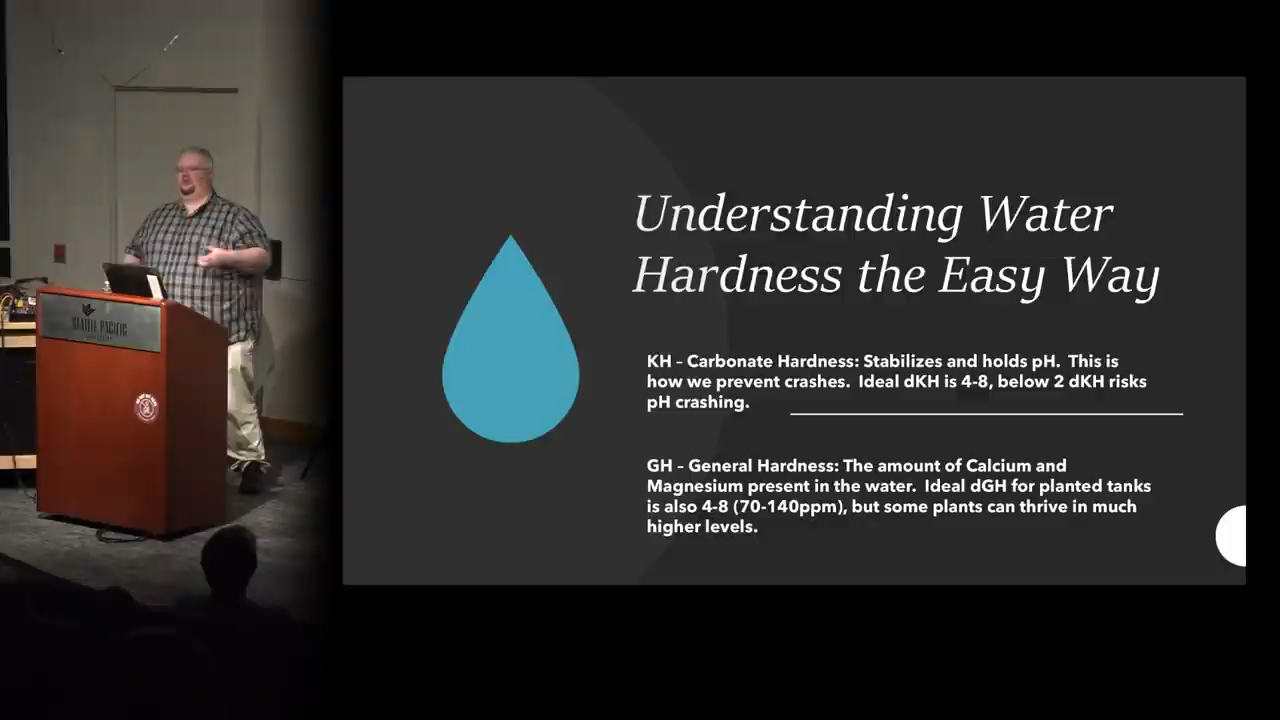 Understanding Water
Hardness the Easy Way
KH – Carbonate Hardness: Stabilizes and holds pH.  This is
how we prevent crashes.  Ideal dKH is 4-8, below 2 dKH risks
pH crashing.
GH – General Hardness: The amount of Calcium and
Magnesium present in the water.  Ideal dGH for planted tanks
is also 4-8 (70-140ppm), but some plants can thrive in much
higher levels.
SEATTLE PACIFIC